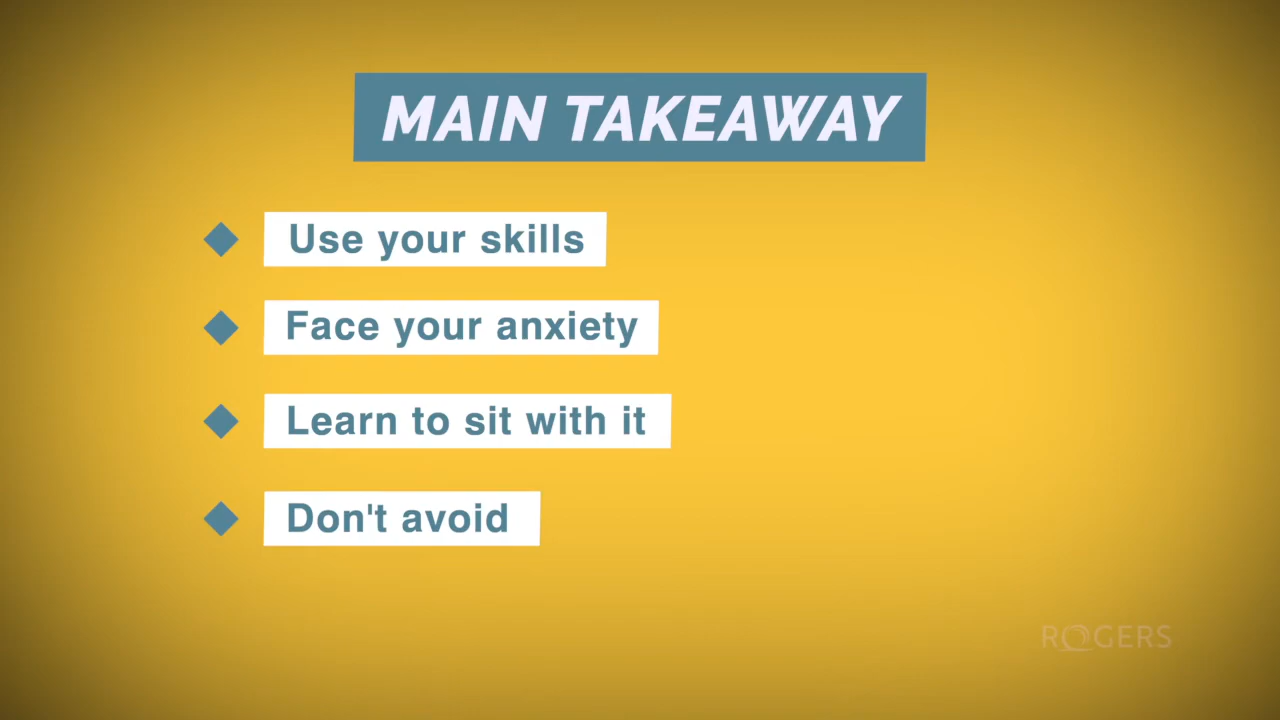 MAIN TAKEAWAY
Use your skills
Face your anxiety
Learn to sit with it
Don't avoid
ROGERS